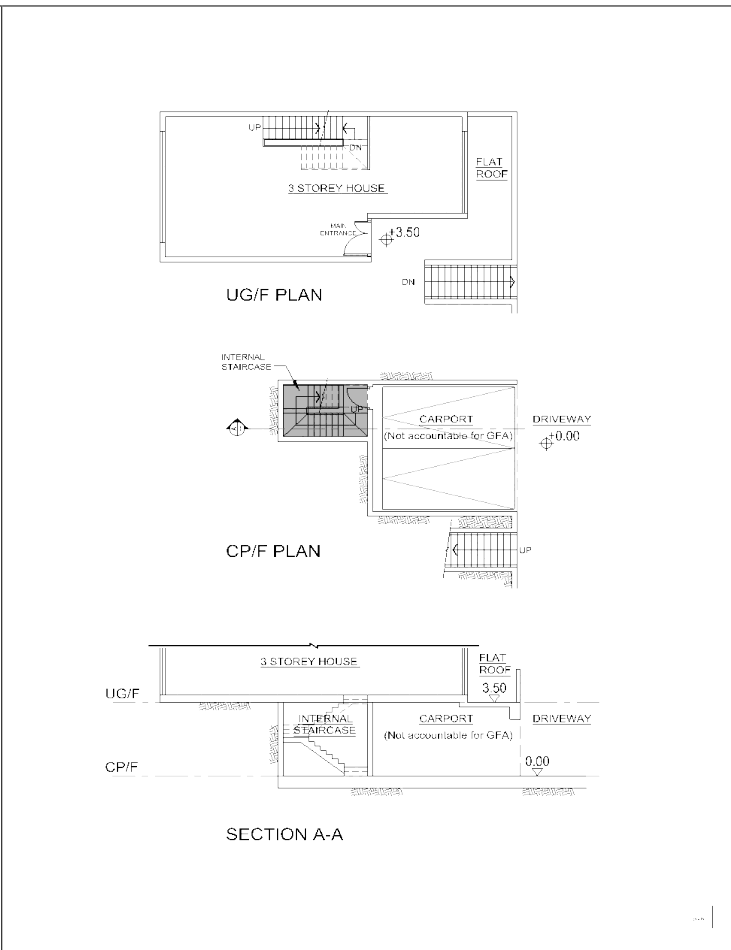 UP
DN
FLAT
ROOF
3 STOREY HOUSE
MAIN
ENTRANCE
+3.50
DN
UG/F PLAN
INTERNAL
STAIRCASE
UP
CARPORT
(Not accountable for GFA)
DRIVEWAY
+0.00
CP/F PLAN
UP
3 STOREY HOUSE
FLAT
ROOF
UG/F
3.50
INTERNAL
STAIRCASE
CARPORT
(Not accountable for GFA)
DRIVEWAY
CP/F
0.00
SECTION A-A